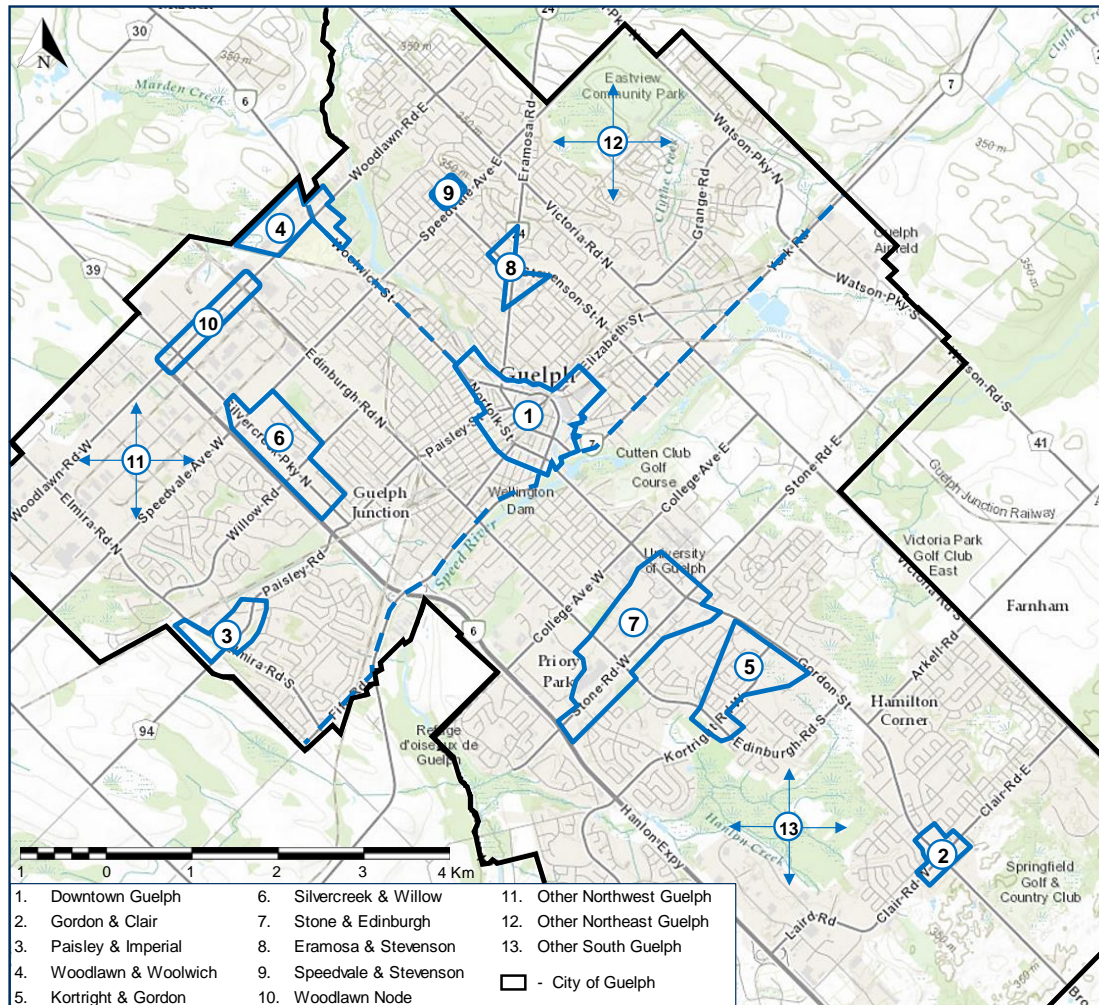 24
30
350 m
7
Eastview
Community Park
N
Marden Creek
6
Woodlawn-Rd-E
350 m
Eramosa-Rd
Watson-Pky-N
12
Clythe Creek
Grange-Rd
9
Speedvale-Ave-E
Victoria-Rd-N
4
39
Woolwich-St
8
Stevenson-St-N
York-Rd
Guelph
Airfield
350 m
Watson-Pky-S
10
Elizabeth-St
Edinburgh-Rd-N
Guelph
Watson-Rd-S
Norfolk-St
1
7
Silvercreek-Pky-N
6
Paisley-S
Cutten Club
Golf
Course
College-Ave-E
Stone-Rd-E
41
Woodlawn-Rd-W
11
Speedvale-Ave-W
Guelph Junction Railway
Elmira-Rd-N
Willow-Rd
Guelph
Junction
Wellington
Dam
Speed River
Victoria Park
Golf Club
East
University
of Guelph
Paisley-Rd
College-Ave-W
Victoria-Rd-S
Farnham
3
6
7
Arkell-Rd
Priory
Park
5
Gordon-St
Stone-Rd-W
Hamilton
Corner
94
Refuge
d'oiseaux de
Guelph
Kortright-Rd-W
Edinburgh-Rd-S
Clair-Rd-E
Hanlon-Expy
13
Hanlon Creek
2
1 0 1 2 3 4 Km
Clair-Rd-W
Springfield
Golf &
Country Club
Laird-Rd
1. Downtown Guelph
2. Gordon & Clair
3. Paisley & Imperial
4. Woodlawn & Woolwich
5. Kortright & Gordon
6. Silvercreek & Willow
7. Stone & Edinburgh
8. Eramosa & Stevenson
9. Speedvale & Stevenson
10. Woodlawn Node
11. Other Northwest Guelph
12. Other Northeast Guelph
13. Other South Guelph
- City of Guelph